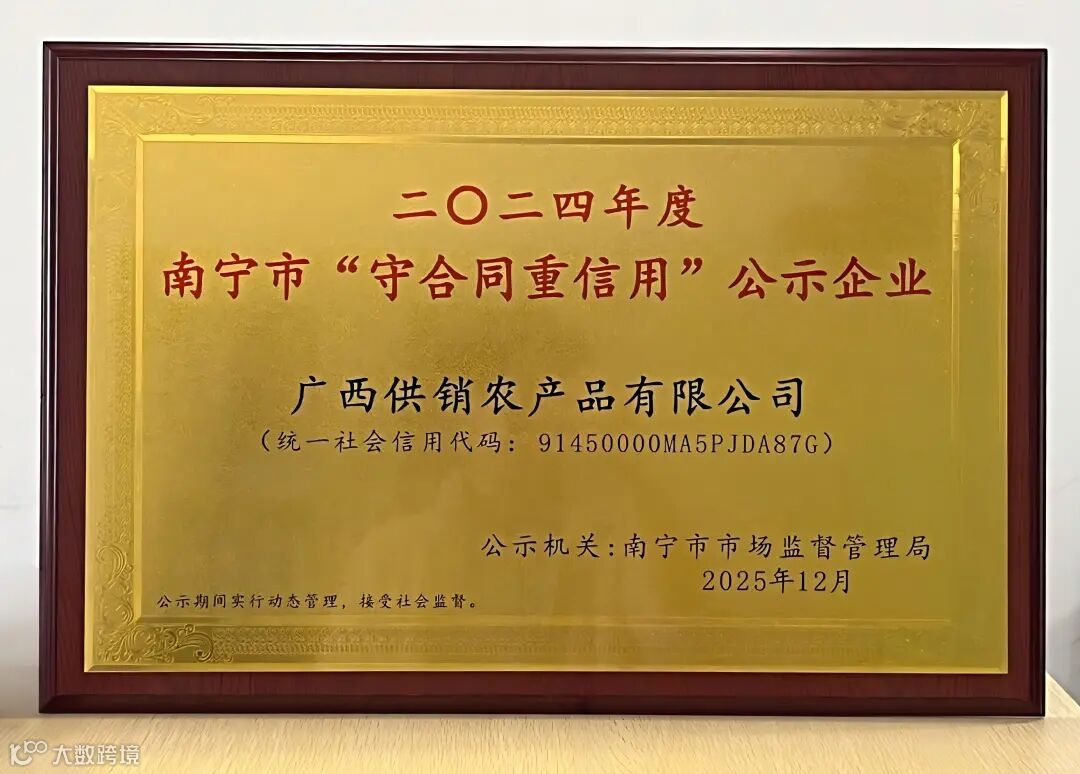 二〇二四年度
南宁市“守合同重信用”公示企业
广西供销农产品有限公司
（统一社会信用代码：91450000MA5PJDA87G）
公示机关：南宁市市场监督管理局
2025年12月
公示期间实行动态管理，接受社会监督。
大数跨境